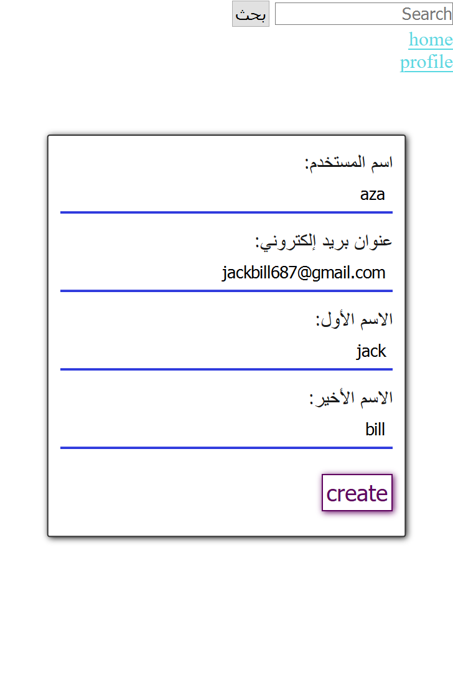 Search بحث
home
profile
اسم المستخدم:
aza
عنوان بريد إلكتروني:
jackbill687@gmail.com
الاسم الأول:
jack
الاسم الأخير:
bill
create